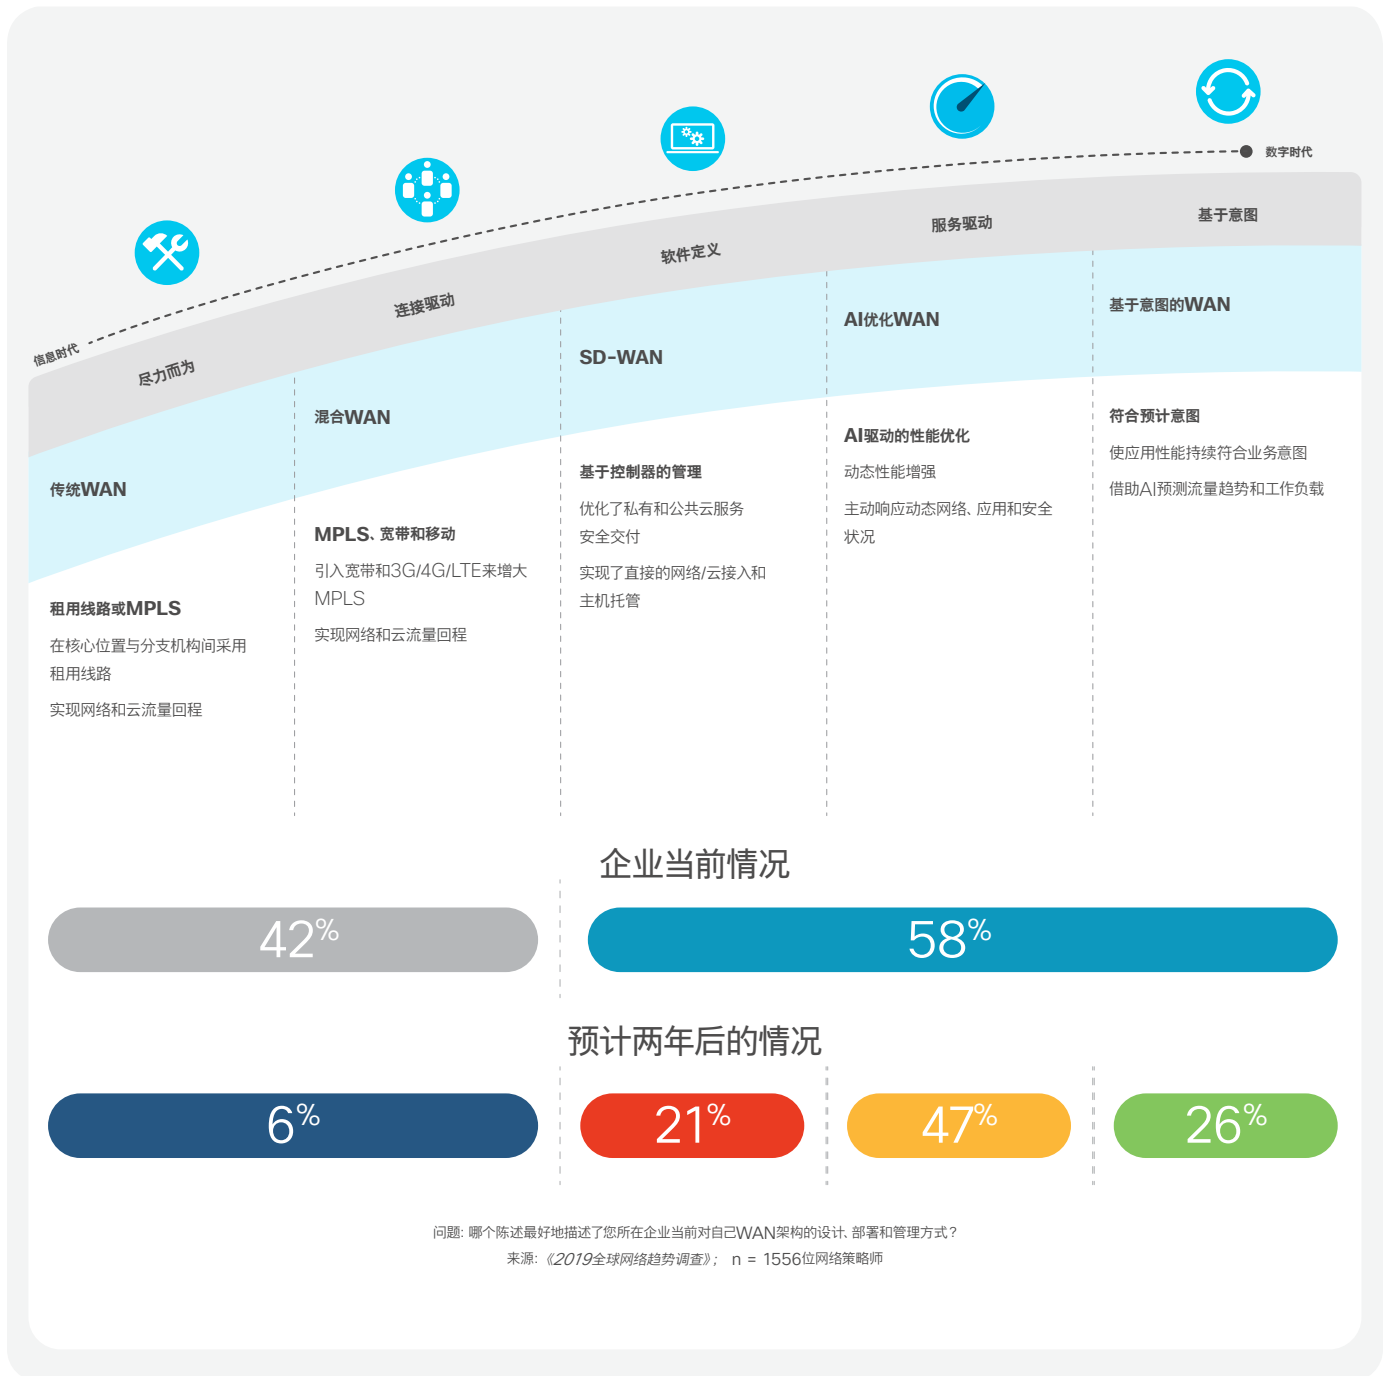 数字时代
信息时代
尽力而为
连接驱动
软件定义
服务驱动
基于意图
传统WAN
租用线路或MPLS
在核心位置与分支机构间采用
租用线路
实现网络和云流量回程
混合WAN
MPLS、宽带和移动
引入宽带和3G/4G/LTE来增大
MPLS
实现网络和云流量回程
SD-WAN
基于控制器的管理
优化了私有和公共云服务
安全交付
实现了直接的网络/云接入和
主机托管
AI优化WAN
AI驱动的性能优化
动态性能增强
主动响应动态网络、应用和安全
状况
基于意图的WAN
符合预计意图
使应用性能持续符合业务意图
借助AI预测流量趋势和工作负载
企业当前情况
42%
58%
预计两年后的情况
6%
21%
47%
26%
问题: 哪个陈述最好地描述了您所在企业当前对自己WAN架构的设计、部署和管理方式？
来源:《2019全球网络趋势调查》； n = 1556位网络策略师